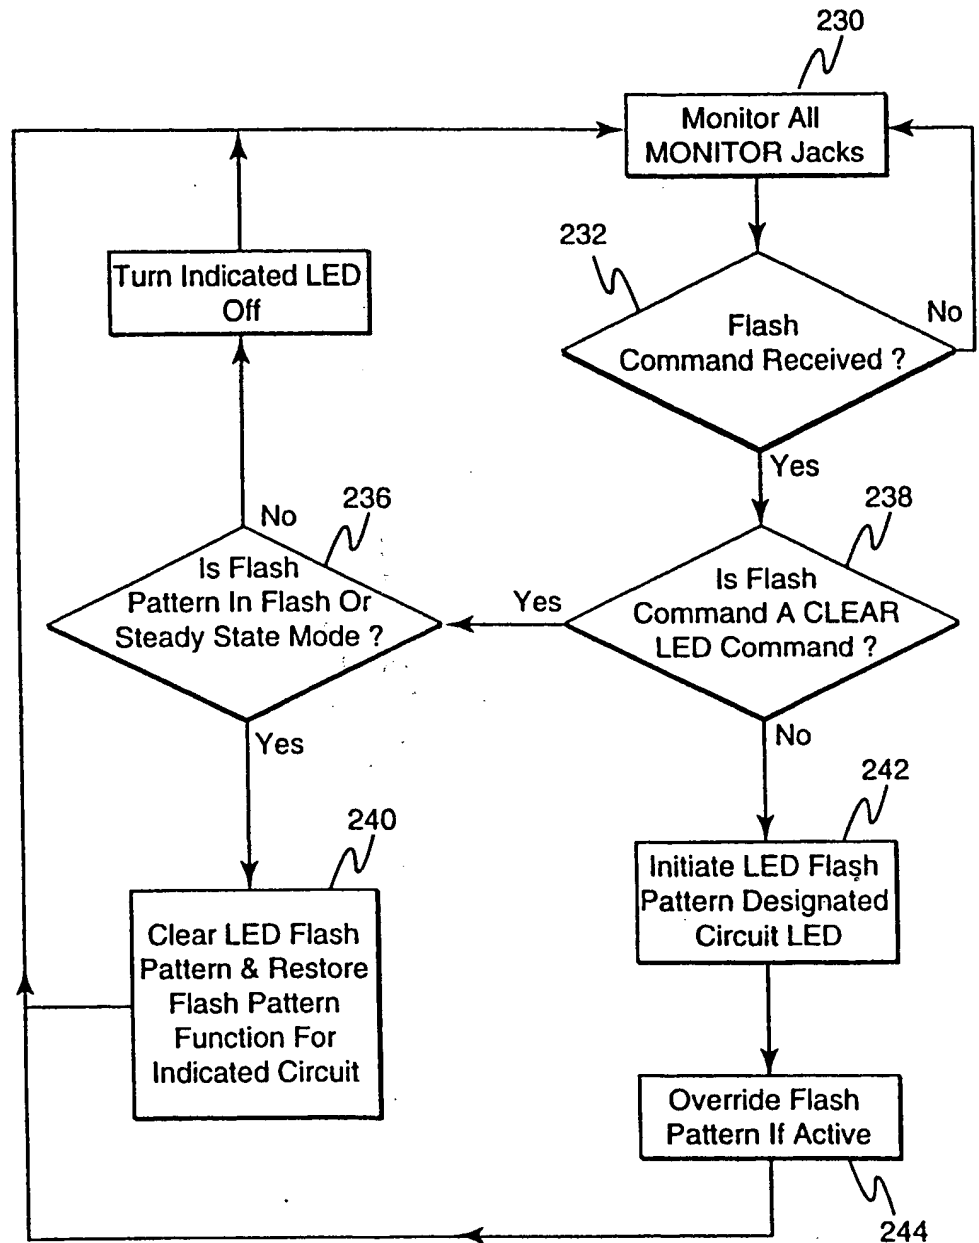 230
Monitor All
MONITOR Jacks
232
Flash
Command Received ?
No
Yes
Turn Indicated LED
Off
236
No
Is Flash
Pattern In Flash Or
Steady State Mode ?
Yes
238
Is Flash
Command A CLEAR
LED Command ?
Yes
No
240
Clear LED Flash
Pattern & Restore
Flash Pattern
Function For
Indicated Circuit
242
Initiate LED Flash
Pattern Designated
Circuit LED
Override Flash
Pattern If Active
244